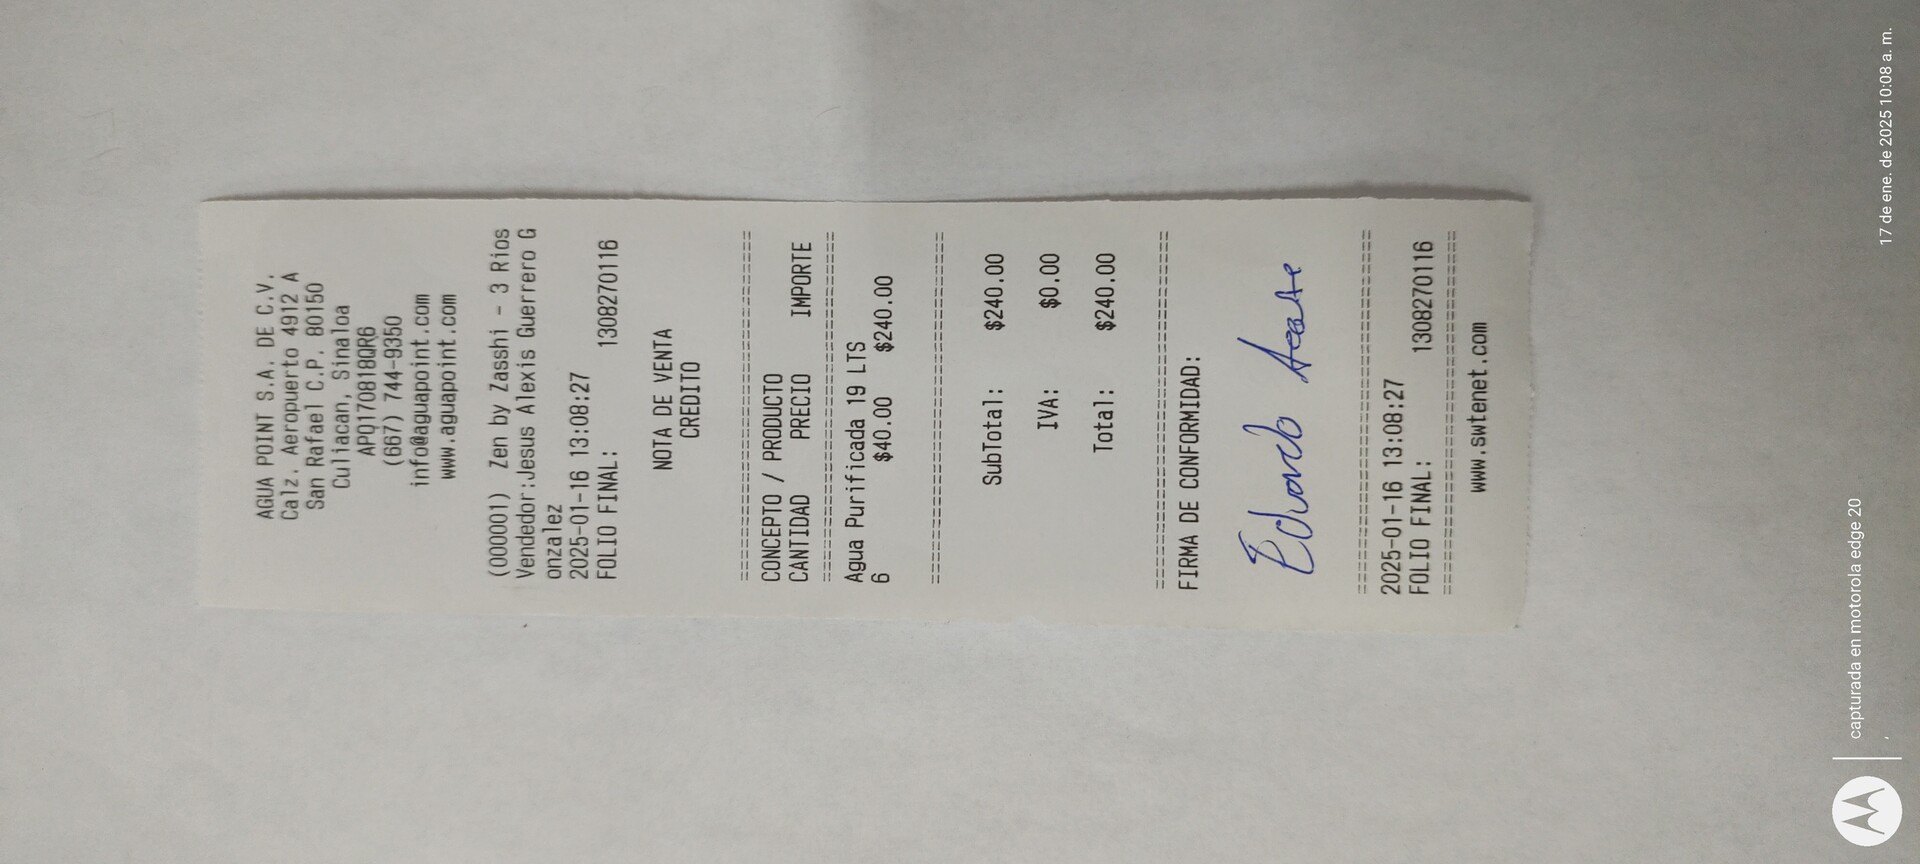 AGUA POINT S.A. DE C.V.
Calz. Aeropuerto 4912 A
San Rafael C.P. 80150
Culiacan, Sinaloa
APO170818QR6
(667) 744-9350
info@aguapoint.com
www.aguapoint.com
(000001) Zen by Zasshi - 3 Rios
Vendedor:Jesus Alexis Guerrero G
onzalez
2025-01-16 13:08:27
FOLIO FINAL: 1308270116
NOTA DE VENTA
CREDITO
================================
CONCEPTO / PRODUCTO
CANTIDAD PRECIO IMPORTE
================================
Agua Purificada 19 LTS
6 $40.00 $240.00
================================
SubTotal: $240.00
IVA: $0.00
Total: $240.00
================================
FIRMA DE CONFORMIDAD:
Eduardo
================================
2025-01-16 13:08:27
FOLIO FINAL: 1308270116
================================
www.swtenet.com
capturada en motorola edge 20
17 de ene. de 2025 10:08 a. m.